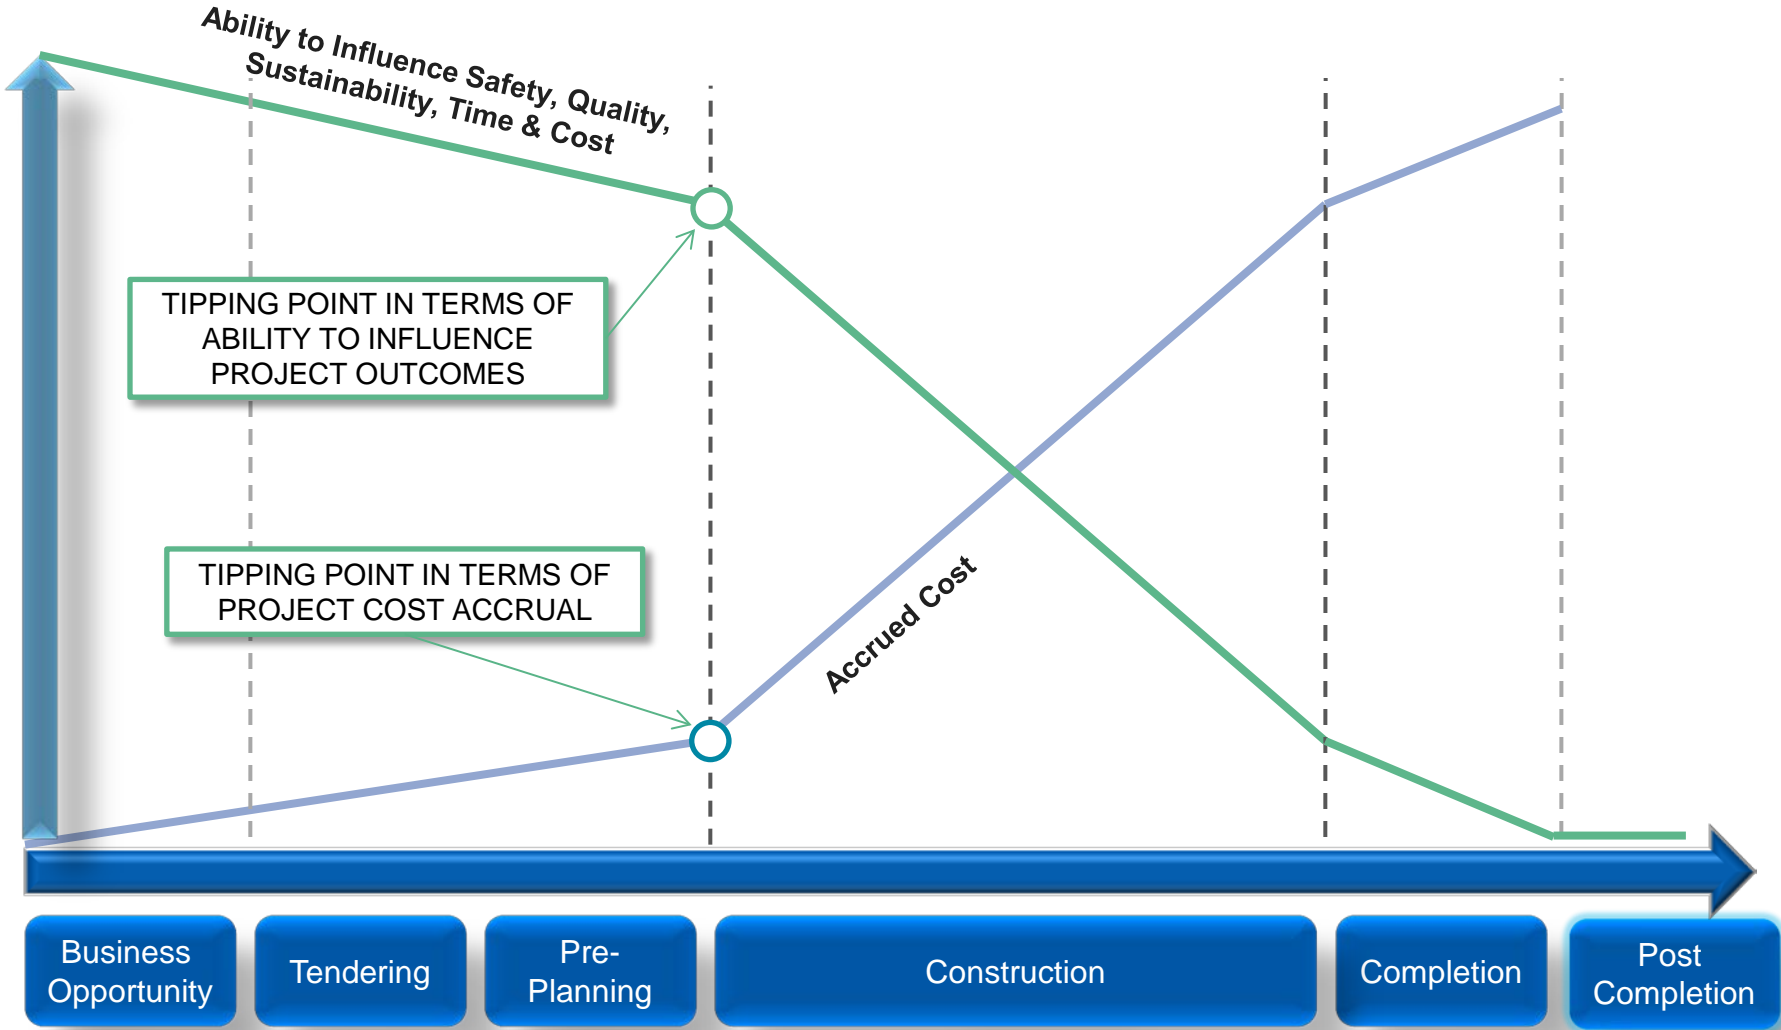 Ability to Influence Safety, Quality,
Sustainability, Time & Cost
TIPPING POINT IN TERMS OF
ABILITY TO INFLUENCE
PROJECT OUTCOMES
TIPPING POINT IN TERMS OF
PROJECT COST ACCRUAL
Accrued Cost
Business
Opportunity
Tendering
Pre-
Planning
Construction
Completion
Post
Completion